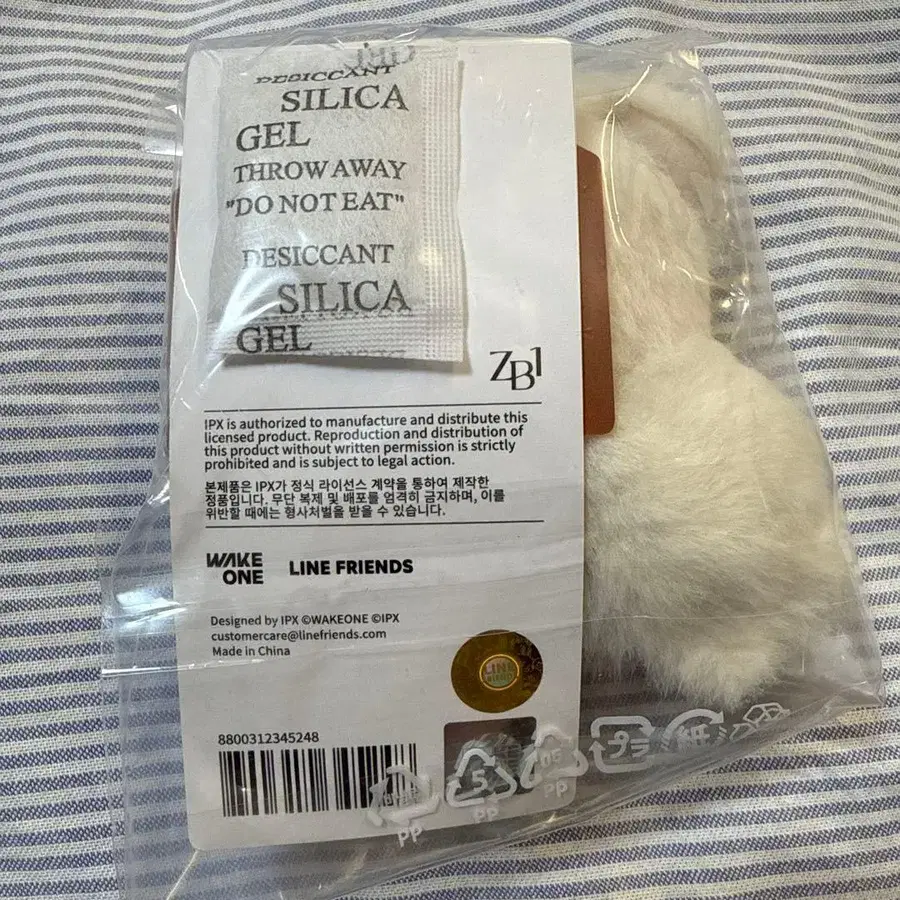 DESICCANT
SILICA
GEL
THROW AWAY
"DO NOT EAT"
DESICCANT
SILICA
GEL
ZB1
IPX is authorized to manufacture and distribute this
licensed product. Reproduction and distribution of
this product without written permission is strictly
prohibited and is subject to legal action.
본제품은 IPX가 정식 라이선스 계약을 통하여 제작한
정품입니다. 무단 복제 및 배포를 엄격히 금지하며, 이를
위반할 때에는 형사처벌을 받을 수 있습니다.
WAKE
ONE
LINE FRIENDS
Designed by IPX ©WAKEONE ©IPX
customercare@linefriends.com
Made in China
LINE
FRIENDS
8800312345248
5
05
プラ
紙
PP
PP
PP